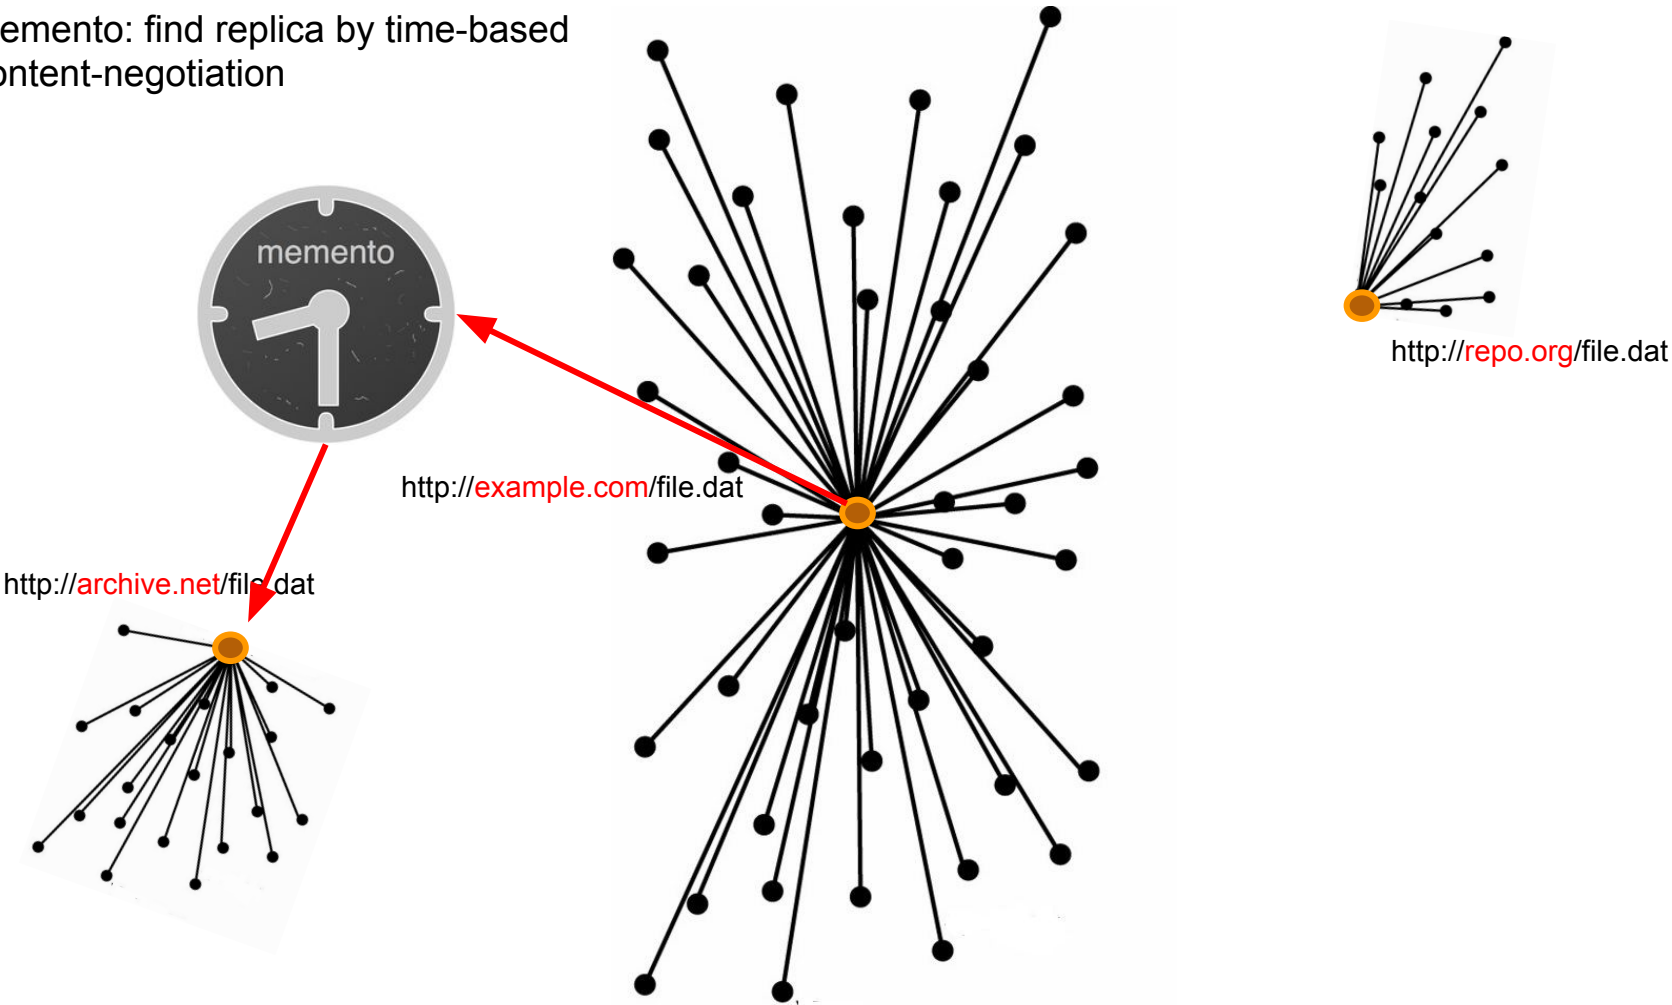 emento: find replica by time-based
ontent-negotiation
memento
http://repo.org/file.dat
http://example.com/file.dat
http://archive.net/file.dat